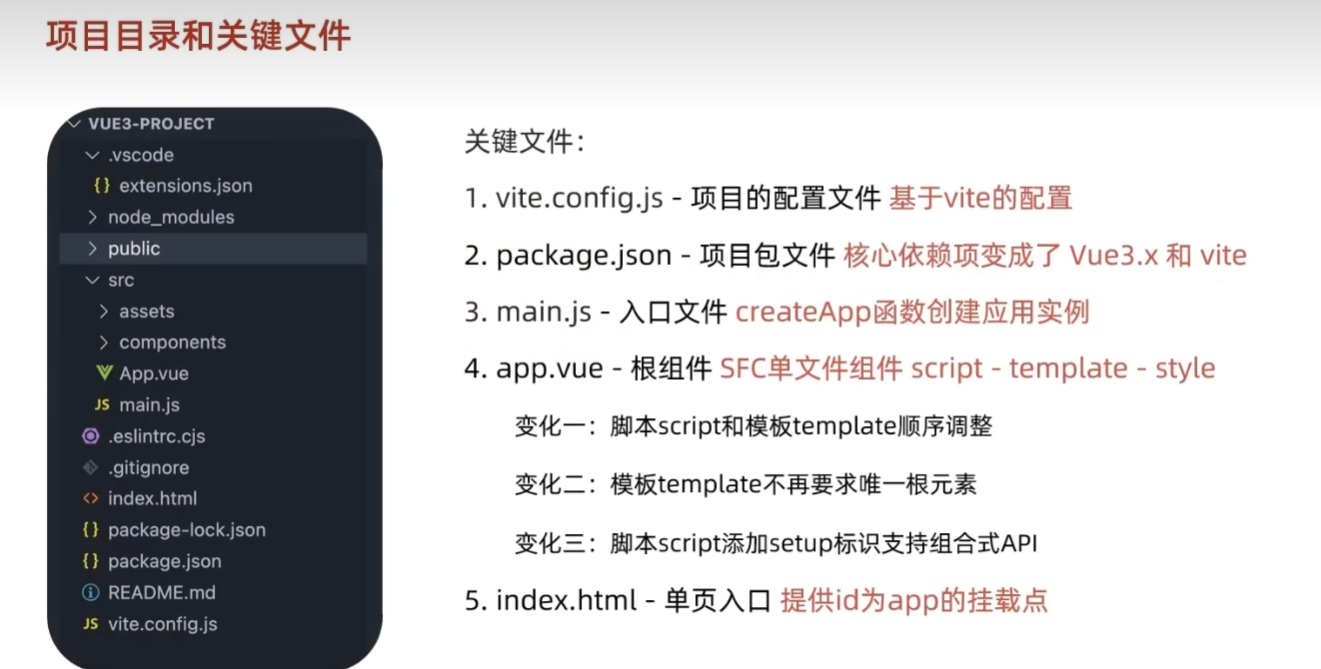 项目目录和关键文件
VUE3-PROJECT
.vscode
{} extensions.json
node_modules
public
src
assets
components
App.vue
JS main.js
.eslintrc.cjs
.gitignore
<> index.html
{} package-lock.json
{} package.json
README.md
JS vite.config.js
关键文件：
1. vite.config.js - 项目的配置文件 基于vite的配置
2. package.json - 项目包文件 核心依赖项变成了 Vue3.x 和 vite
3. main.js - 入口文件 createApp函数创建应用实例
4. app.vue - 根组件 SFC单文件组件 script - template - style
变化一：脚本script和模板template顺序调整
变化二：模板template不再要求唯一根元素
变化三：脚本script添加setup标识支持组合式API
5. index.html - 单页入口 提供id为app的挂载点